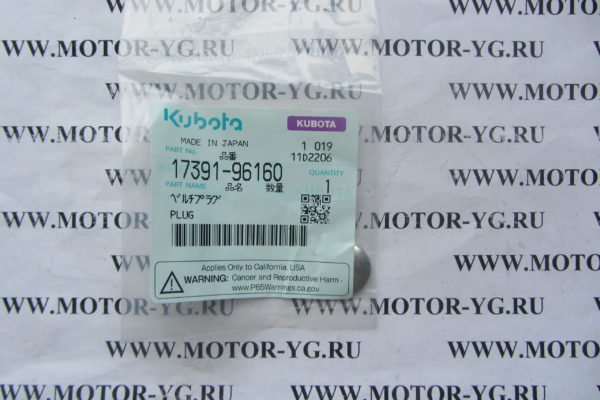 WWW.MOTOR-YG.RU WWW.MOTOR-YG.RU
WWW.MOTOR-YG.RU
WWW.MOTOR-YG.RU
Kubota KUBOTA
MADE IN JAPAN 1 019
PART No. 品番 11D2206
17391-96160 QUANTITY
PART NAME 品名 数量 1
ﾍﾞﾙﾁﾌﾟﾗｸﾞ
PLUG
Applies Only to California, USA
WARNING: Cancer and Reproductive Harm -
www.P65Warnings.ca.gov.
WWW.MOTOR-YG.RU WWW.MOTOR-YG.RU
WWW.MOTOR-YG.RU WWW.MOTOR-YG.RU